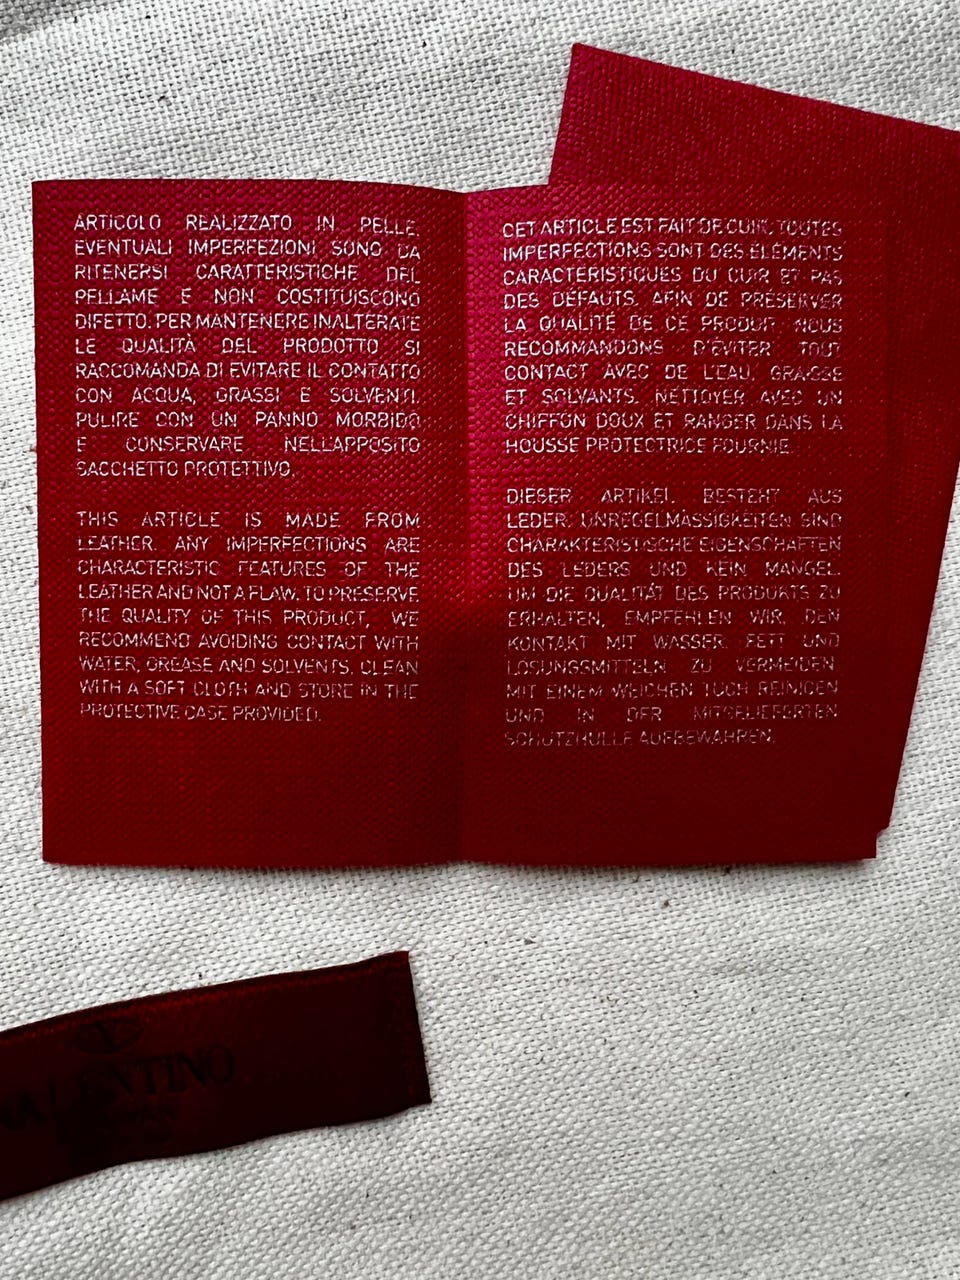 ARTICOLO REALIZZATO IN PELLE.
EVENTUALI IMPERFEZIONI SONO DA
RITENERSI CARATTERISTICHE DEL
PELLAME E NON COSTITUISCONO
DIFETTO. PER MANTENERE INALTERATE
LE QUALITÀ DEL PRODOTTO SI
RACCOMANDA DI EVITARE IL CONTATTO
CON ACQUA, GRASSI E SOLVENTI.
PULIRE CON UN PANNO MORBIDO
E CONSERVARE NELL'APPOSITO
SACCHETTO PROTETTIVO.
THIS ARTICLE IS MADE FROM
LEATHER. ANY IMPERFECTIONS ARE
CHARACTERISTIC FEATURES OF THE
LEATHER AND NOT A FLAW. TO PRESERVE
THE QUALITY OF THIS PRODUCT, WE
RECOMMEND AVOIDING CONTACT WITH
WATER, GREASE AND SOLVENTS. CLEAN
WITH A SOFT CLOTH AND STORE IN THE
PROTECTIVE CASE PROVIDED.
CET ARTICLE EST FAIT DE CUIR. TOUTES
IMPERFECTIONS SONT DES ÉLÉMENTS
CARACTERISTIQUES DU CUIR ET PAS
DES DÉFAUTS. AFIN DE PRÉSERVER
LA QUALITÉ DE CE PRODUIT NOUS
RECOMMANDONS D'ÉVITER TOUT
CONTACT AVEC DE L'EAU, GRAISSE
ET SOLVANTS. NETTOYER AVEC UN
CHIFFON DOUX ET RANGER DANS LA
HOUSSE PROTECTRICE FOURNIE.
DIESER ARTIKEL BESTEHT AUS
LEDER. UNREGELMÄSSIGKEITEN SIND
CHARAKTERISTISCHE EIGENSCHAFTEN
DES LEDERS UND KEIN MANGEL.
UM DIE QUALITÄT DES PRODUKTS ZU
ERHALTEN, EMPFEHLEN WIR, DEN
KONTAKT MIT WASSER, FETT UND
LÖSUNGSMITTELN ZU VERMEIDEN.
MIT EINEM WEICHEN TUCH REINIGEN
UND IN DER MITGELIEFERTEN
SCHUTZHÜLLE AUFBEWAHREN.
VALENTINO